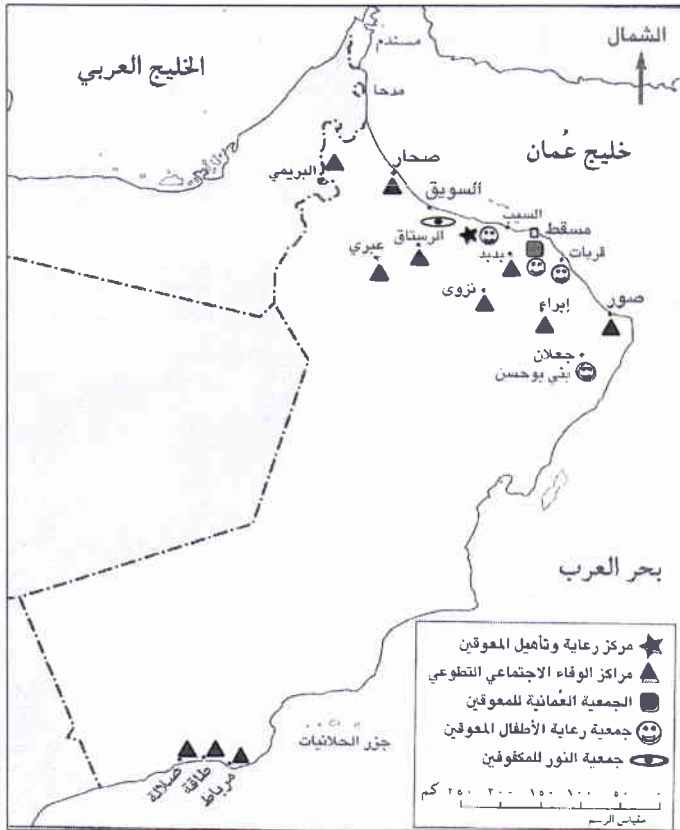 الشمال
الخليج العربي
مسندم
مدحا
خليج عُمان
صحار
البريمي
السويق
السيب
مسقط
الرستاق
عبري
بدبد
قريات
نزوى
إبراء
صور
جعلان
بني بوحسن
بحر العرب
مركز رعاية وتأهيل المعوقين
مراكز الوفاء الاجتماعي التطوعي
الجمعية العُمانية للمعوقين
جمعية رعاية الأطفال المعوقين
جمعية النور للمكفوفين
٠ ٥٠ ١٠٠ ١٥٠ ٢٠٠ ٢٥٠ كم
مقياس الرسم
جزر الحلانيات
صلالة
طاقة
مرباط